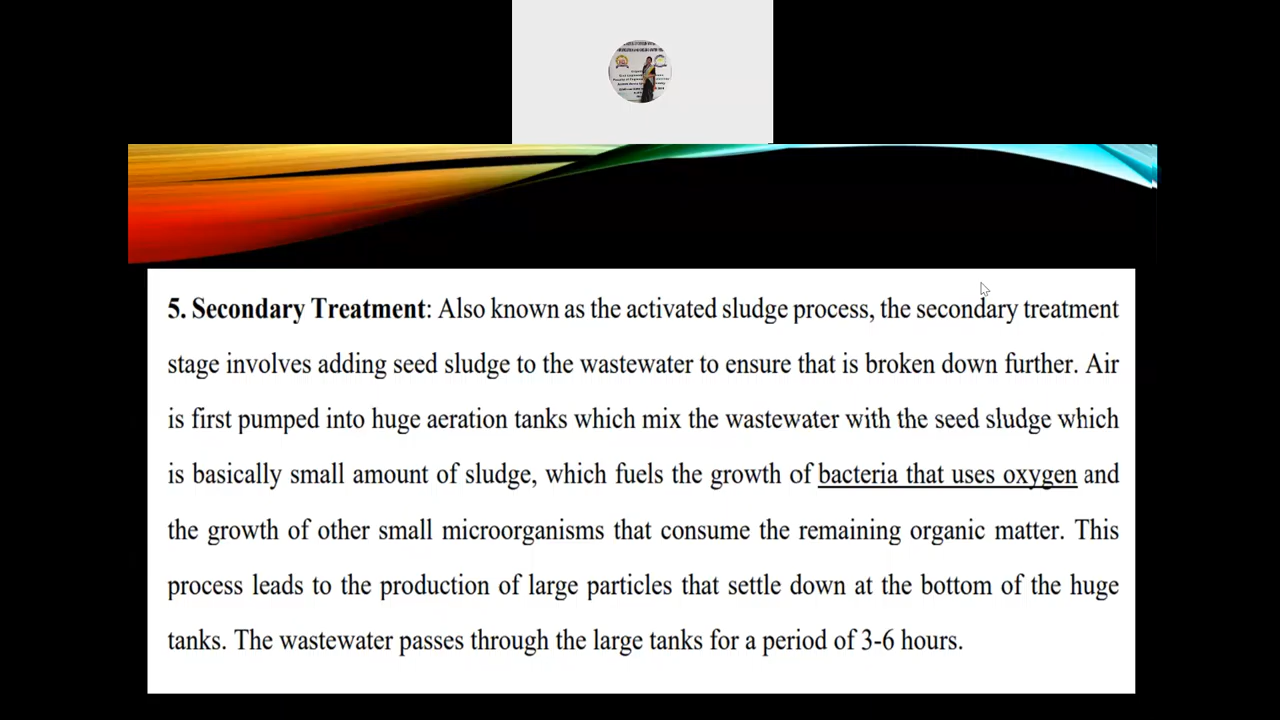 5. Secondary Treatment: Also known as the activated sludge process, the secondary treatment
stage involves adding seed sludge to the wastewater to ensure that is broken down further. Air
is first pumped into huge aeration tanks which mix the wastewater with the seed sludge which
is basically small amount of sludge, which fuels the growth of bacteria that uses oxygen and
the growth of other small microorganisms that consume the remaining organic matter. This
process leads to the production of large particles that settle down at the bottom of the huge
tanks. The wastewater passes through the large tanks for a period of 3-6 hours.